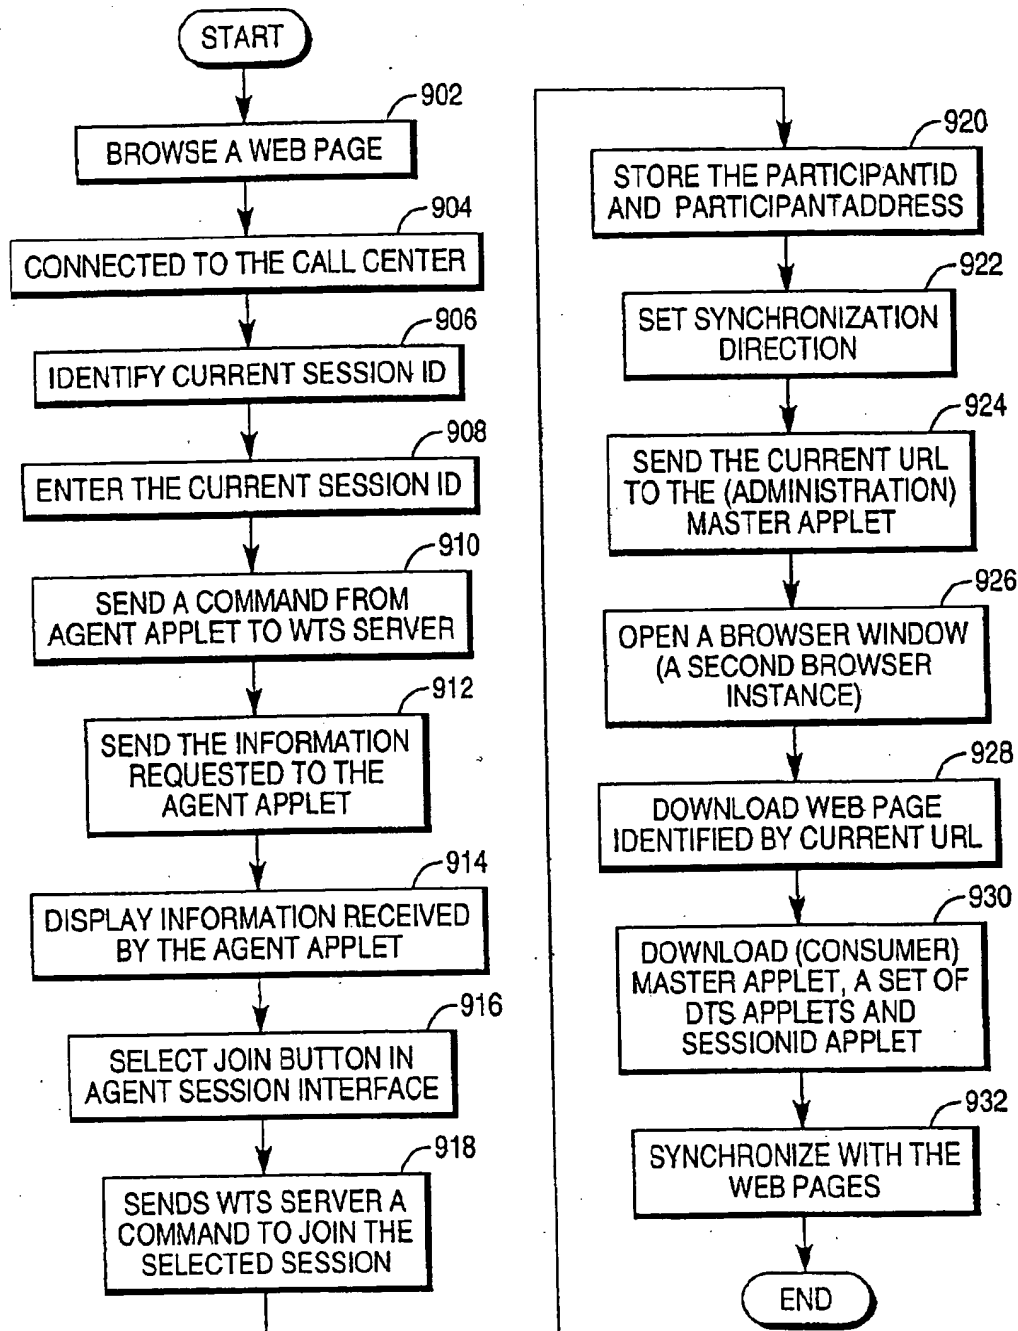 START
902
BROWSE A WEB PAGE
904
CONNECTED TO THE CALL CENTER
906
IDENTIFY CURRENT SESSION ID
908
ENTER THE CURRENT SESSION ID
910
SEND A COMMAND FROM
AGENT APPLET TO WTS SERVER
912
SEND THE INFORMATION
REQUESTED TO THE
AGENT APPLET
914
DISPLAY INFORMATION RECEIVED
BY THE AGENT APPLET
916
SELECT JOIN BUTTON IN
AGENT SESSION INTERFACE
918
SENDS WTS SERVER A
COMMAND TO JOIN THE
SELECTED SESSION
920
STORE THE PARTICIPANTID
AND PARTICIPANTADDRESS
922
SET SYNCHRONIZATION
DIRECTION
924
SEND THE CURRENT URL
TO THE (ADMINISTRATION)
MASTER APPLET
926
OPEN A BROWSER WINDOW
(A SECOND BROWSER
INSTANCE)
928
DOWNLOAD WEB PAGE
IDENTIFIED BY CURRENT URL
930
DOWNLOAD (CONSUMER)
MASTER APPLET, A SET OF
DTS APPLETS AND
SESSIONID APPLET
932
SYNCHRONIZE WITH THE
WEB PAGES
END